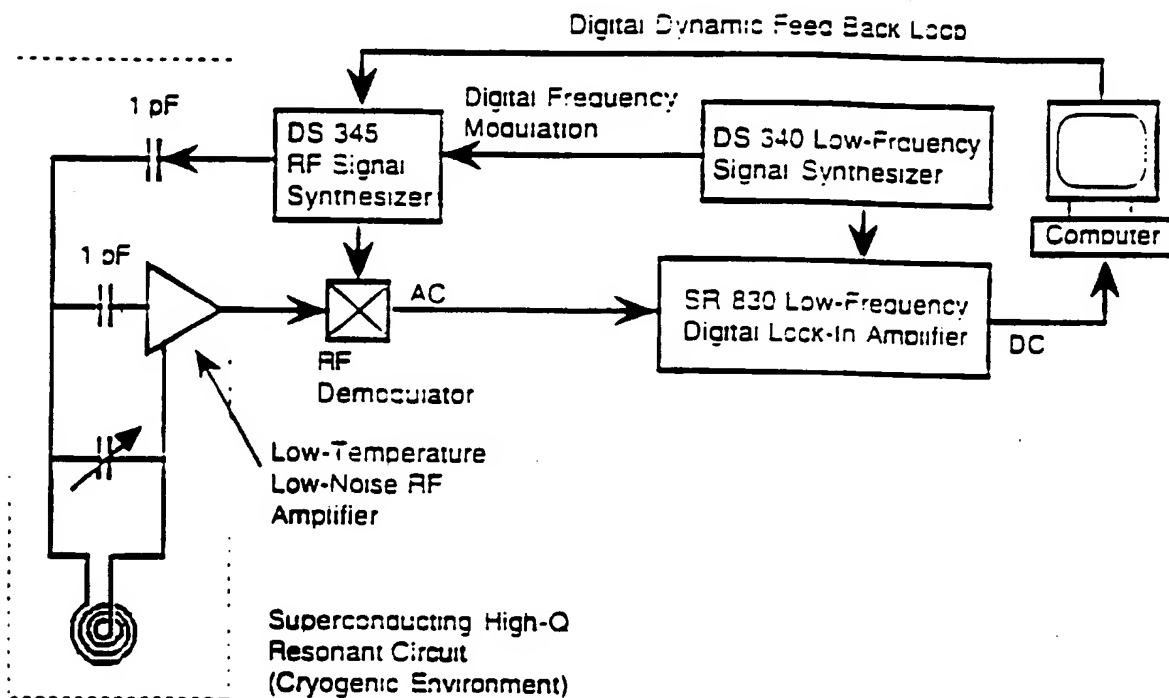 Digital Dynamic Feed Back Loop
1 pF
DS 345
RF Signal
Synthesizer
Digital Frequency
Modulation
DS 340 Low-Frquency
Signal Synthesizer
Computer
1 pF
AC
RF
Demodulator
SR 830 Low-Frequency
Digital Lock-In Amplifier
DC
Low-Temperature
Low-Noise RF
Amplifier
Superconducting High-Q
Resonant Circuit
(Cryogenic Environment)